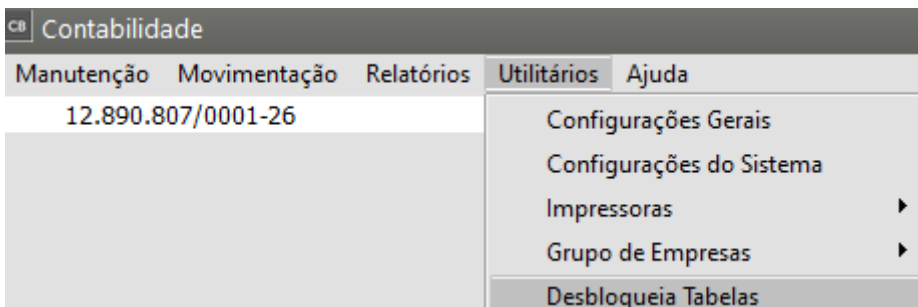 CB Contabilidade
Manutenção Movimentação Relatórios Utilitários Ajuda
12.890.807/0001-26
Configurações Gerais
Configurações do Sistema
Impressoras
Grupo de Empresas
Desbloqueia Tabelas